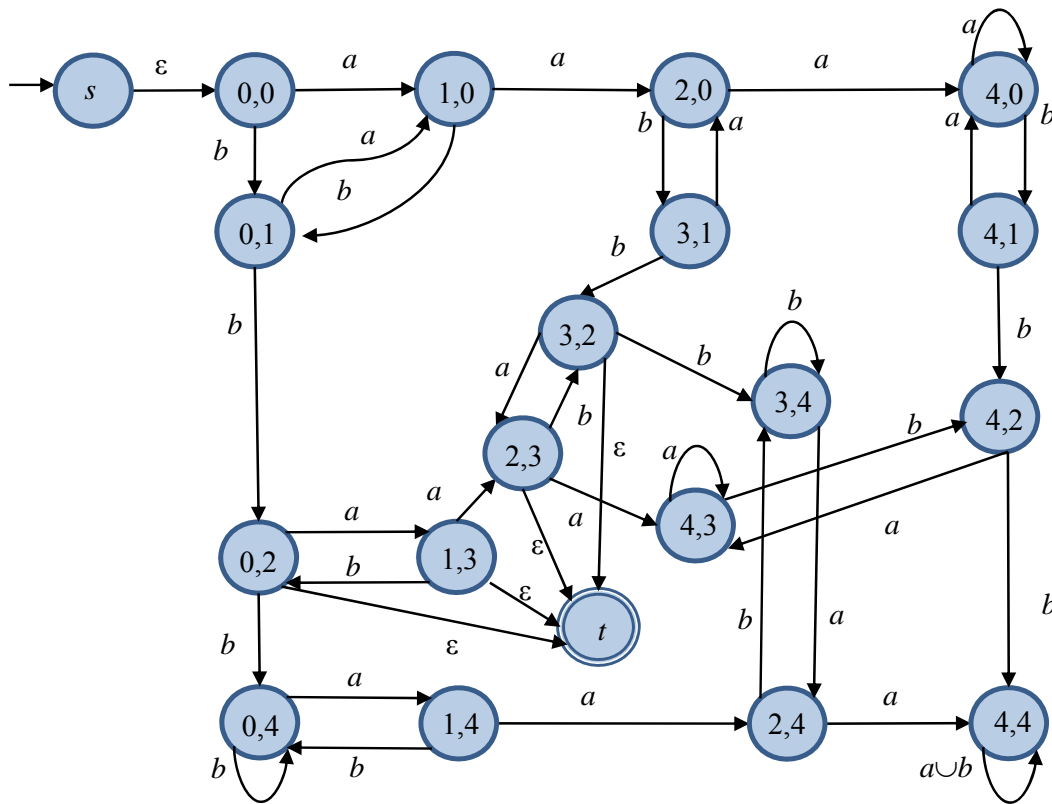 a
ε a a a b
s 0,0 1,0 2,0 4,0
b a b a a
b
0,1 3,1 4,1
b b b b
3,2
a b b 3,4 4,2
b
2,3 ε a
a a 4,3 a
0,2 a 1,3 ε
b ε
t
b ε b a b
a a a
0,4 1,4 2,4 4,4
b b a∪b